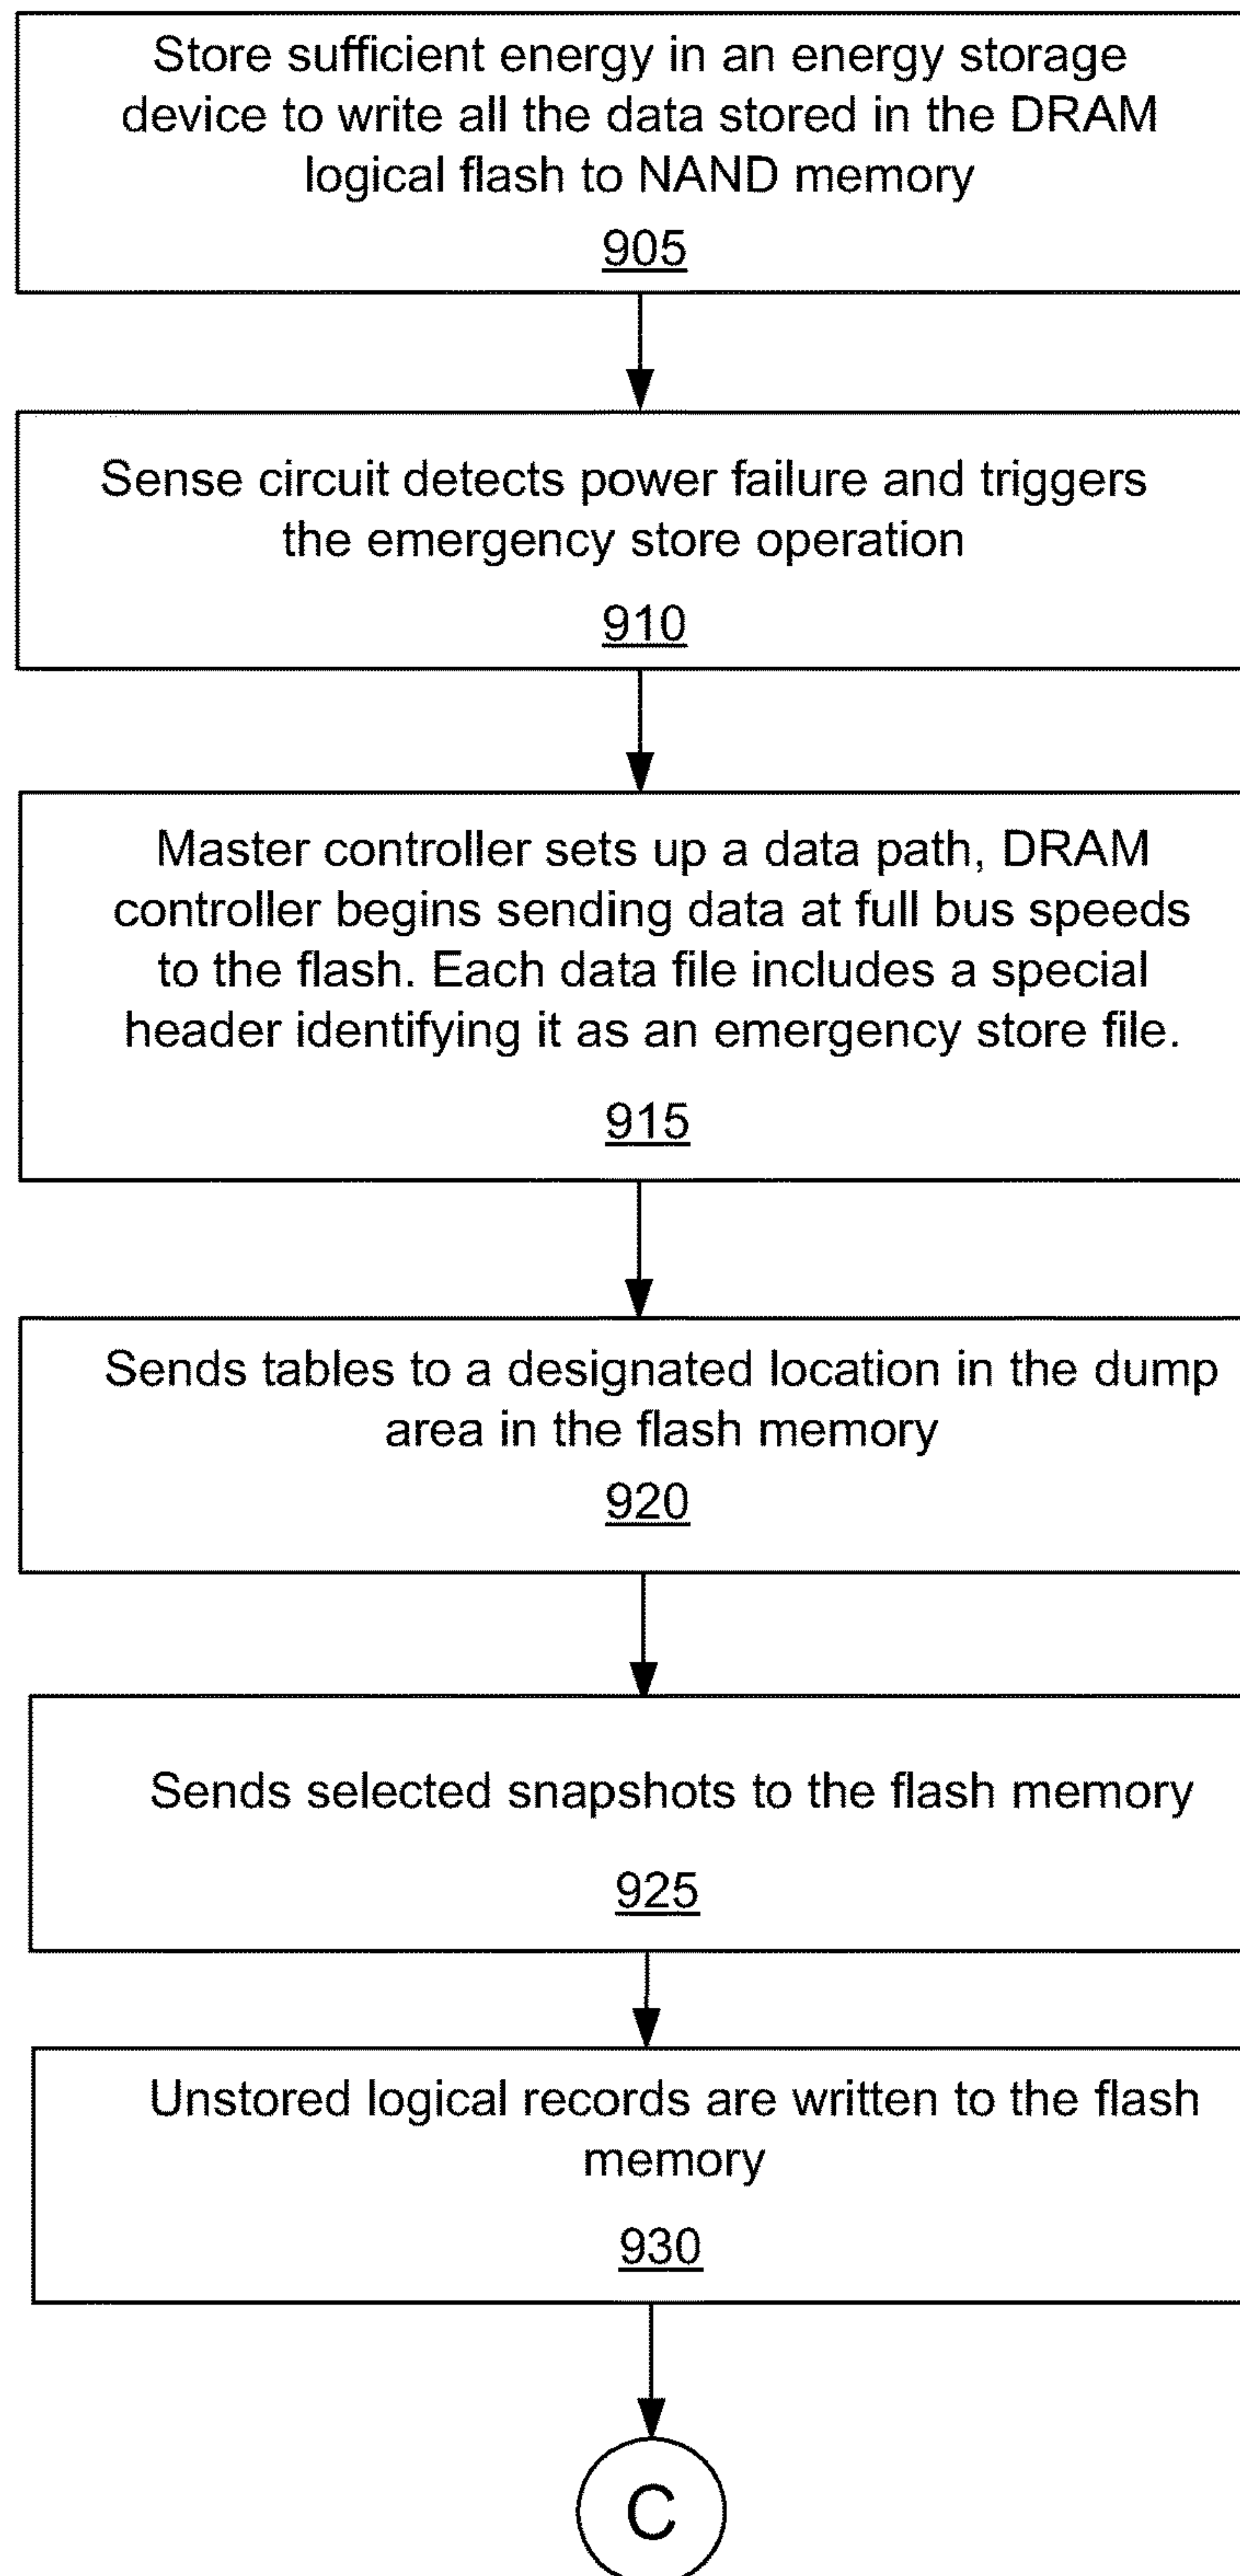 Store sufficient energy in an energy storage
device to write all the data stored in the DRAM
logical flash to NAND memory
905
Sense circuit detects power failure and triggers
the emergency store operation
910
Master controller sets up a data path, DRAM
controller begins sending data at full bus speeds
to the flash. Each data file includes a special
header identifying it as an emergency store file.
915
Sends tables to a designated location in the dump
area in the flash memory
920
Sends selected snapshots to the flash memory
925
Unstored logical records are written to the flash
memory
930
C